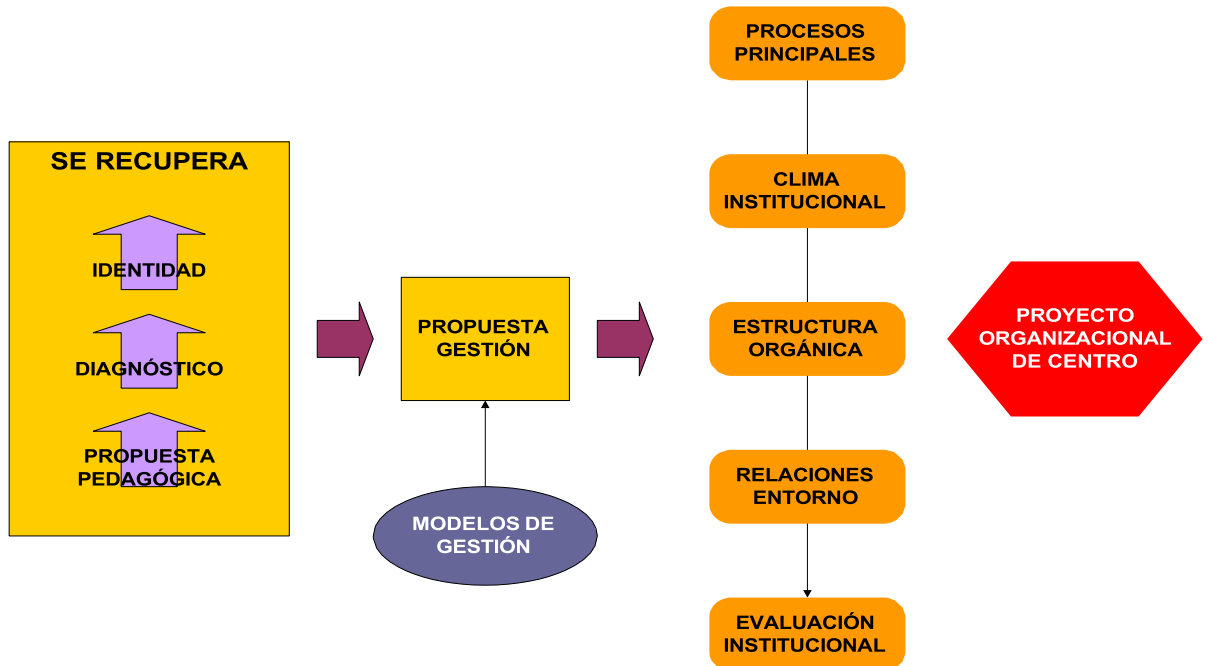 SE RECUPERA
IDENTIDAD
DIAGNÓSTICO
PROPUESTA
PEDAGÓGICA
PROPUESTA
GESTIÓN
MODELOS DE
GESTIÓN
PROCESOS
PRINCIPALES
CLIMA
INSTITUCIONAL
ESTRUCTURA
ORGÁNICA
RELACIONES
ENTORNO
EVALUACIÓN
INSTITUCIONAL
PROYECTO
ORGANIZACIONAL
DE CENTRO